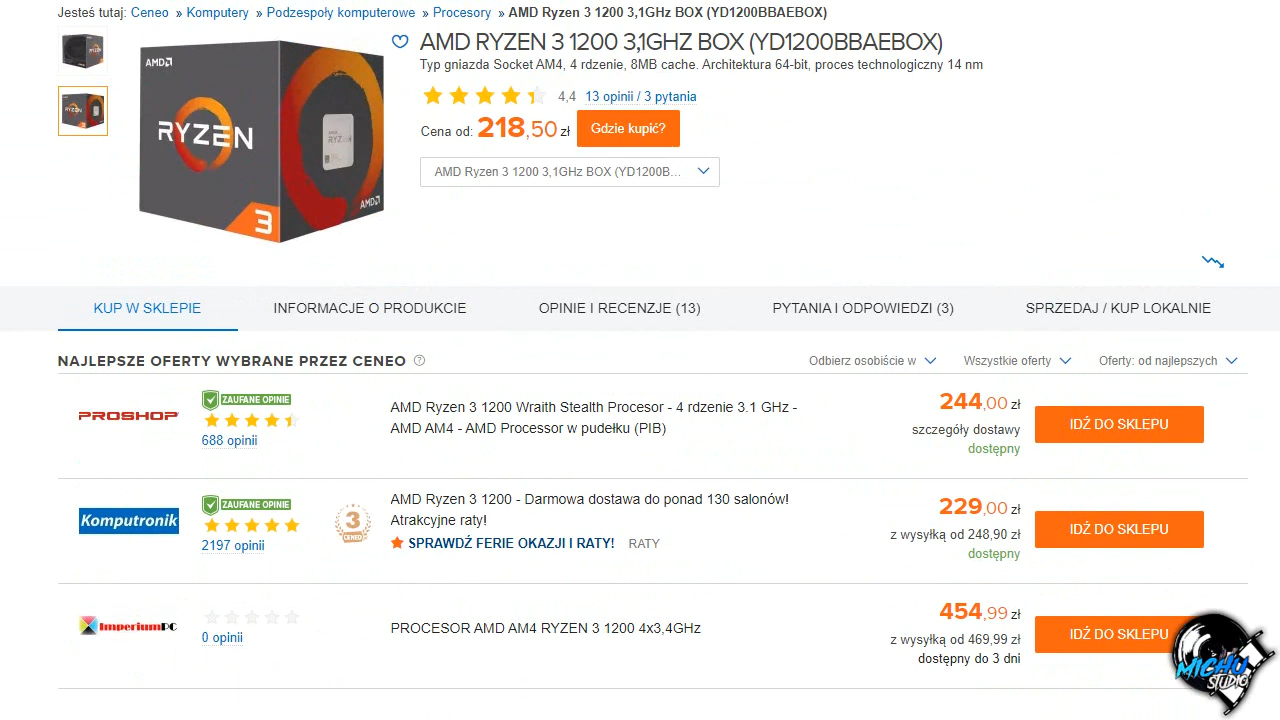 Jesteś tutaj: Ceneo » Komputery » Podzespoły komputerowe » Procesory » AMD Ryzen 3 1200 3,1GHz BOX (YD1200BBAEBOX)
AMD RYZEN 3 1200 3,1GHZ BOX (YD1200BBAEBOX)
Typ gniazda Socket AM4, 4 rdzenie, 8MB cache. Architektura 64-bit, proces technologiczny 14 nm
4,4 13 opinii / 3 pytania
Cena od: 218,50 zł Gdzie kupić?
AMD Ryzen 3 1200 3,1GHz BOX (YD1200B...
AMD
RYZEN
3
AMD
RYZEN
AMD
KUP W SKLEPIE INFORMACJE O PRODUKCIE OPINIE I RECENZJE (13) PYTANIA I ODPOWIEDZI (3) SPRZEDAJ / KUP LOKALNIE
NAJLEPSZE OFERTY WYBRANE PRZEZ CENEO ? Odbierz osobiście w Wszystkie oferty Oferty: od najlepszych
PROSHOP
ZAUFANE OPINIE
688 opinii
AMD Ryzen 3 1200 Wraith Stealth Procesor - 4 rdzenie 3.1 GHz -
AMD AM4 - AMD Processor w pudełku (PIB)
244,00 zł
szczegóły dostawy
dostępny
IDŹ DO SKLEPU
Komputronik
ZAUFANE OPINIE
2197 opinii
3
CENEO
AMD Ryzen 3 1200 - Darmowa dostawa do ponad 130 salonów!
Atrakcyjne raty!
SPRAWDŹ FERIE OKAZJI I RATY! RATY
229,00 zł
z wysyłką od 248,90 zł
dostępny
IDŹ DO SKLEPU
ImperiumPC
0 opinii
PROCESOR AMD AM4 RYZEN 3 1200 4x3,4GHz
454,99 zł
z wysyłką od 469,99 zł
dostępny do 3 dni
IDŹ DO SKLEPU
MICHU
STUDIO